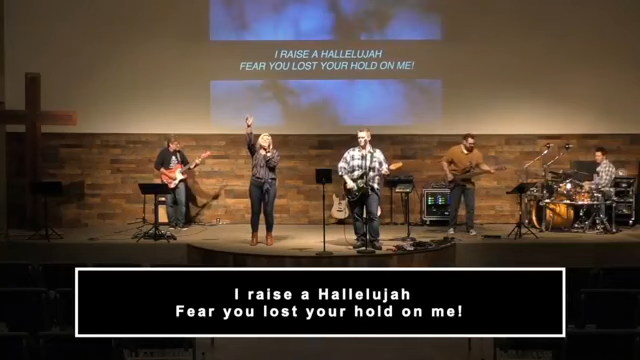 I RAISE A HALLELUJAH
FEAR YOU LOST YOUR HOLD ON ME!
I raise a Hallelujah
Fear you lost your hold on me!